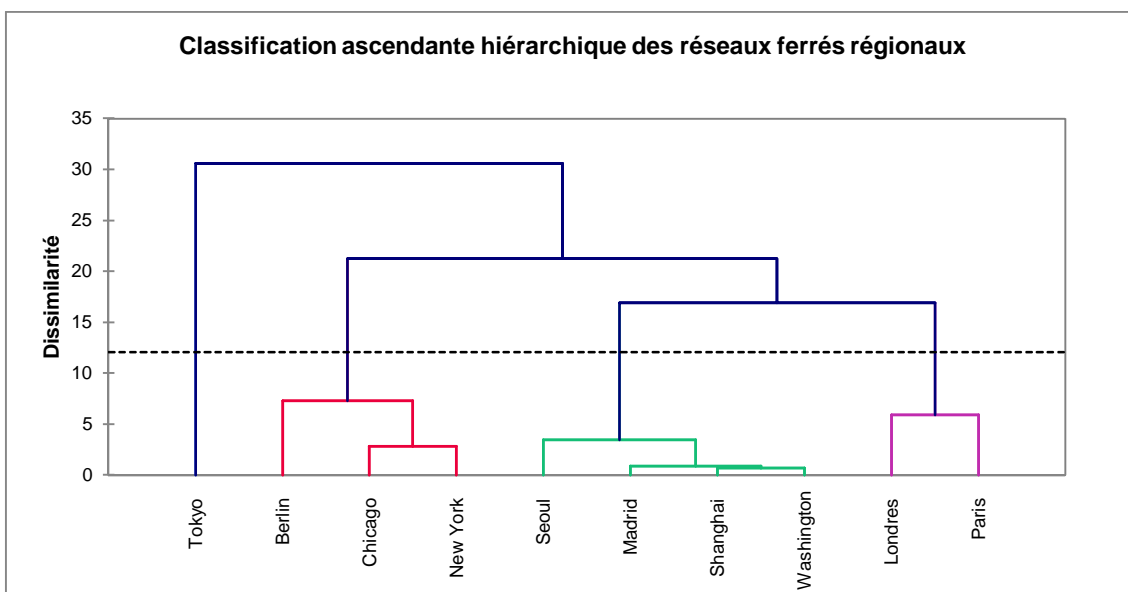 Classification ascendante hiérarchique des réseaux ferrés régionaux
35
30
25
20
15
10
5
0
Dissimilarité
Tokyo
Berlin
Chicago
New York
Seoul
Madrid
Shanghai
Washington
Londres
Paris